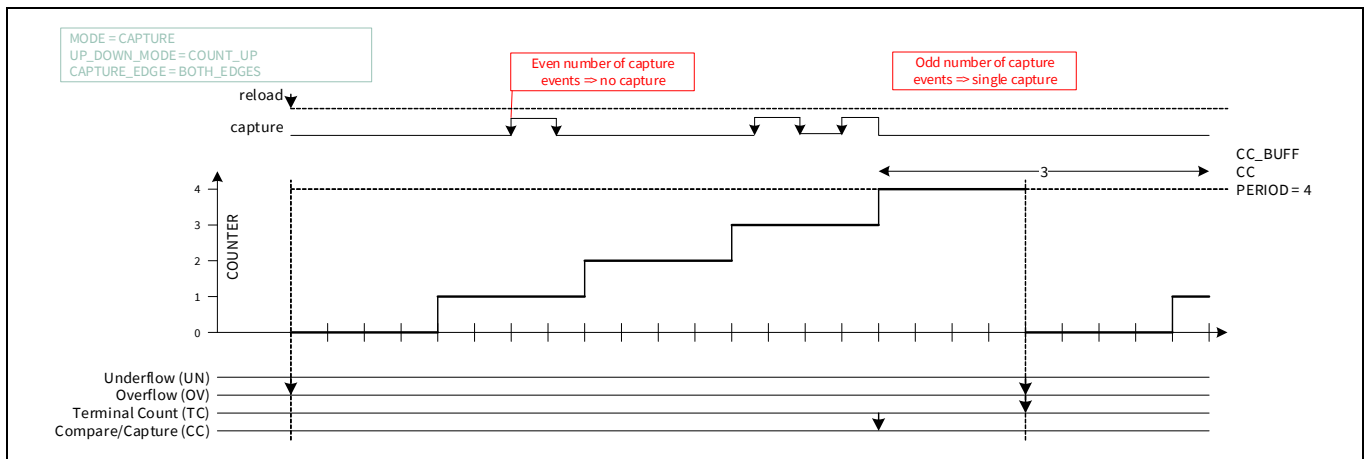 MODE = CAPTURE
UP_DOWN_MODE = COUNT_UP
CAPTURE_EDGE = BOTH_EDGES
Even number of capture
events => no capture
Odd number of capture
events => single capture
reload
capture
CC_BUFF
CC
PERIOD = 4
3
COUNTER
4
3
2
1
0
Underflow (UN)
Overflow (OV)
Terminal Count (TC)
Compare/Capture (CC)